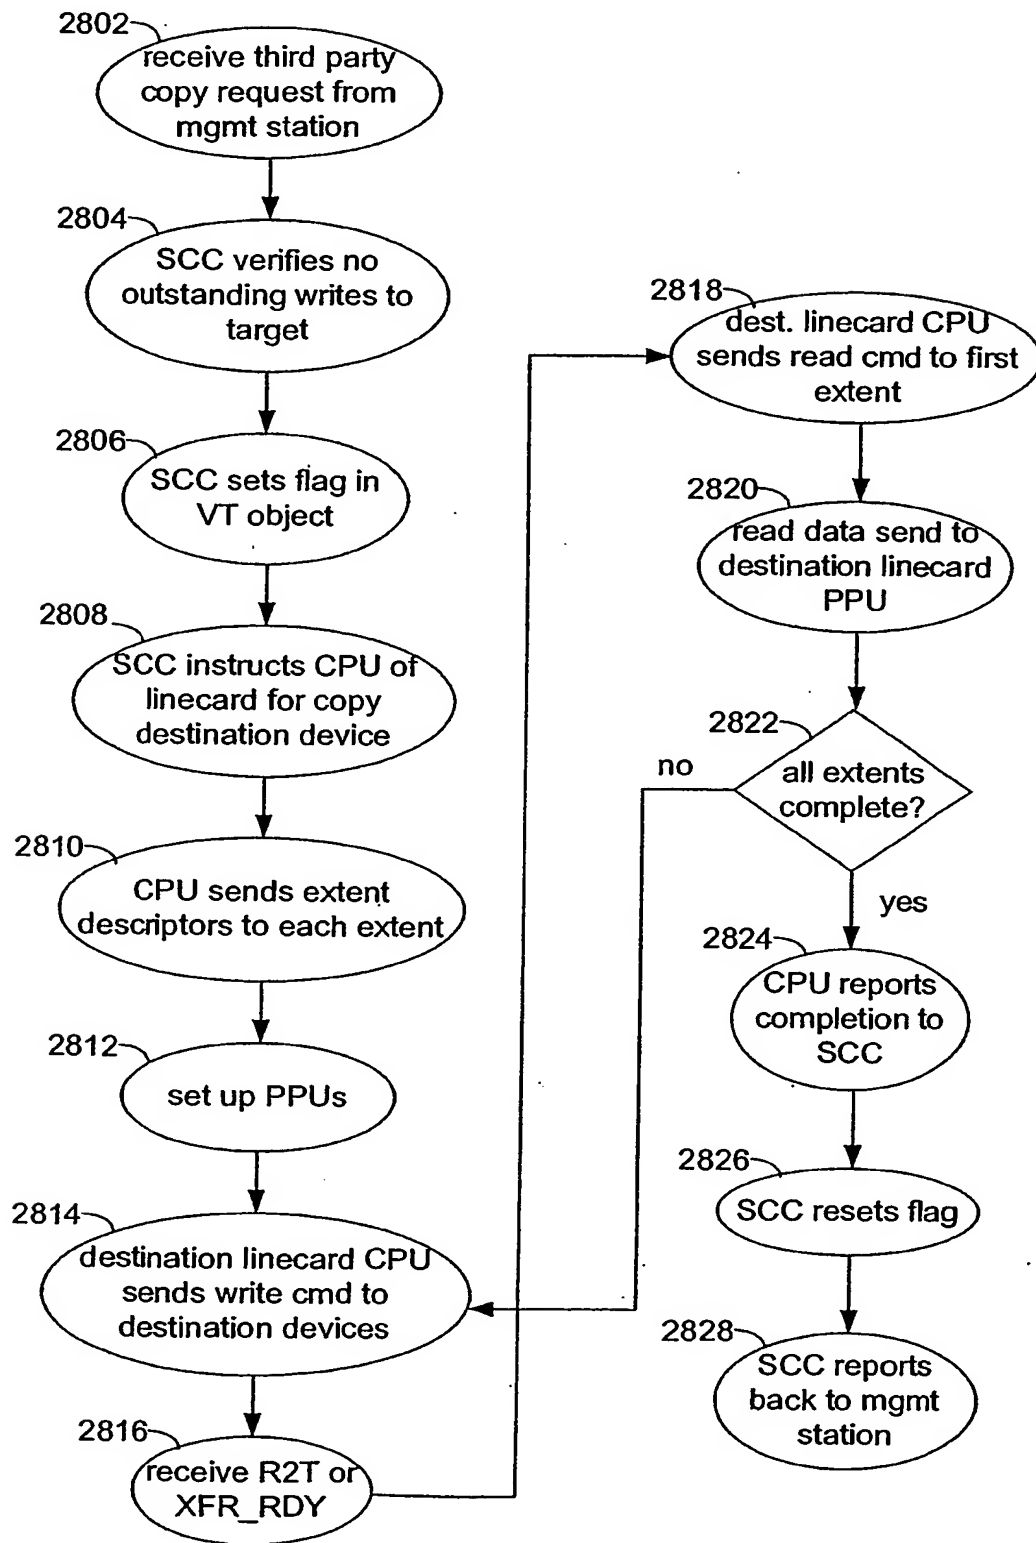 2802
receive third party
copy request from
mgmt station
2804
SCC verifies no
outstanding writes to
target
2806
SCC sets flag in
VT object
2808
SCC instructs CPU of
linecard for copy
destination device
2810
CPU sends extent
descriptors to each extent
2812
set up PPUs
2814
destination linecard CPU
sends write cmd to
destination devices
2816
receive R2T or
XFR_RDY
2818
dest. linecard CPU
sends read cmd to first
extent
2820
read data send to
destination linecard
PPU
2822
all extents
complete?
no
yes
2824
CPU reports
completion to
SCC
2826
SCC resets flag
2828
SCC reports
back to mgmt
station